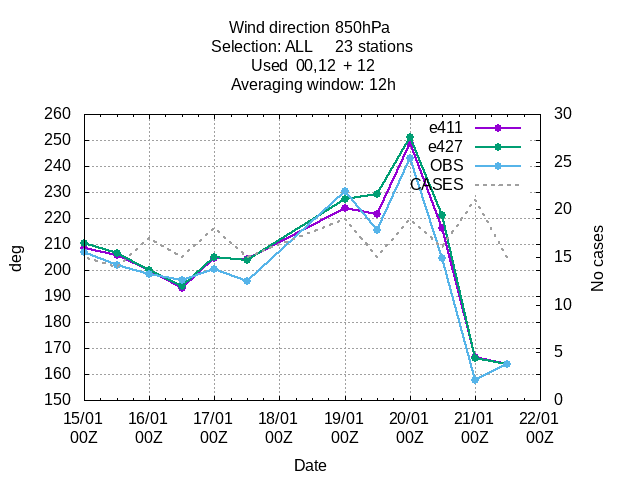 Wind direction 850hPa
Selection: ALL 23 stations
Used 00,12 + 12
Averaging window: 12h
260
250
240
230
220
210
200
190
180
170
160
150
deg
30
25
20
15
10
5
0
No cases
e411
e427
OBS
CASES
15/01 16/01 17/01 18/01 19/01 20/01 21/01 22/01
00Z 00Z 00Z 00Z 00Z 00Z 00Z 00Z
Date